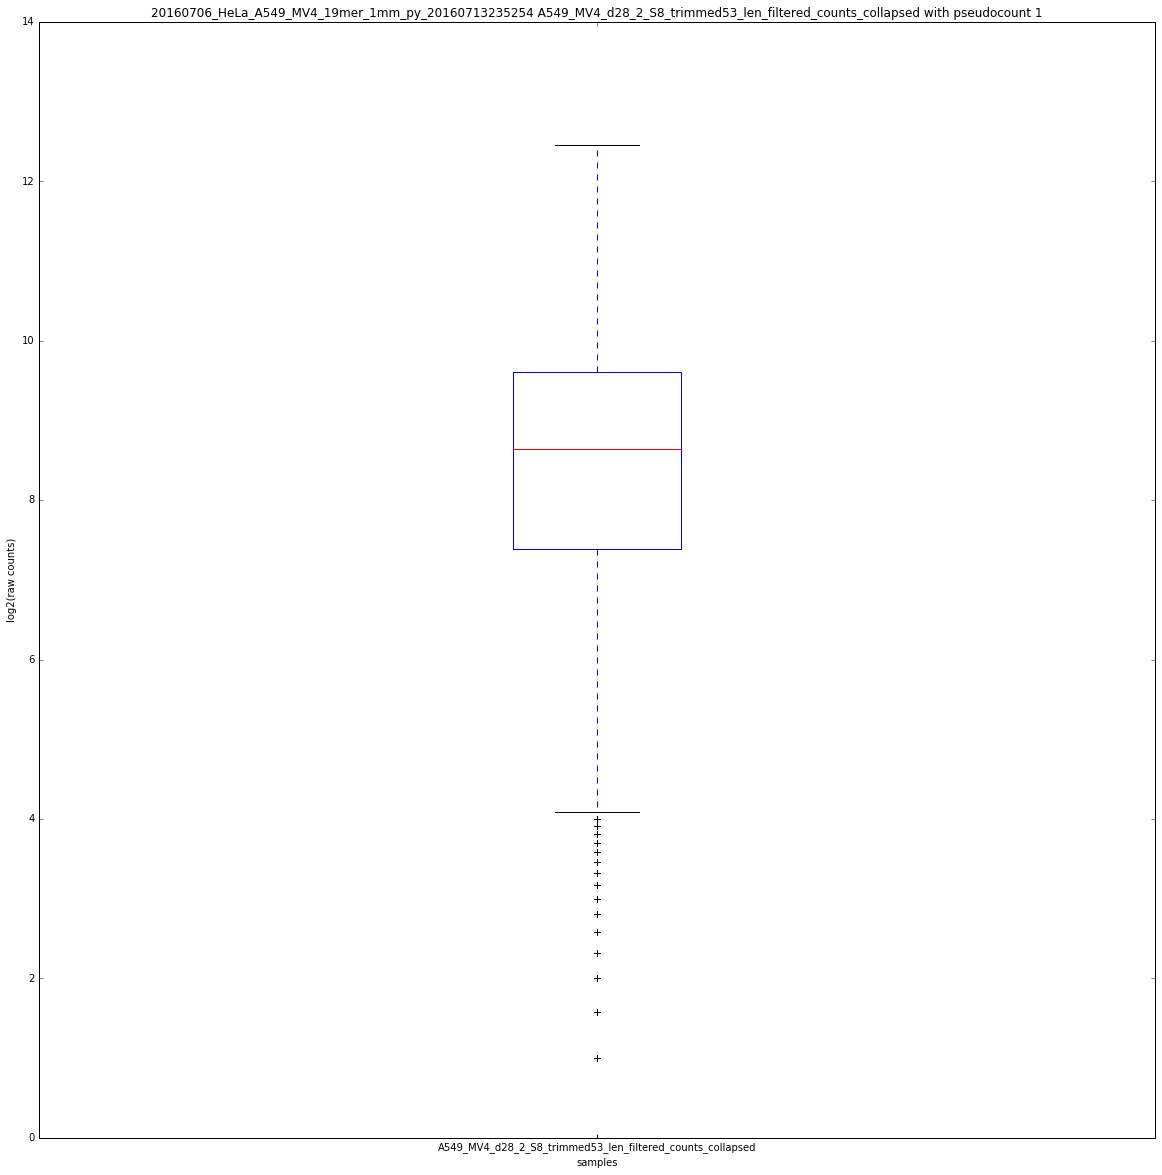 20160706_HeLa_A549_MV4_19mer_1mm_py_20160713235254 A549_MV4_d28_2_S8_trimmed53_len_filtered_counts_collapsed with pseudocount 1
14
12
10
8
6
4
2
0
log2(raw counts)
A549_MV4_d28_2_S8_trimmed53_len_filtered_counts_collapsed
samples